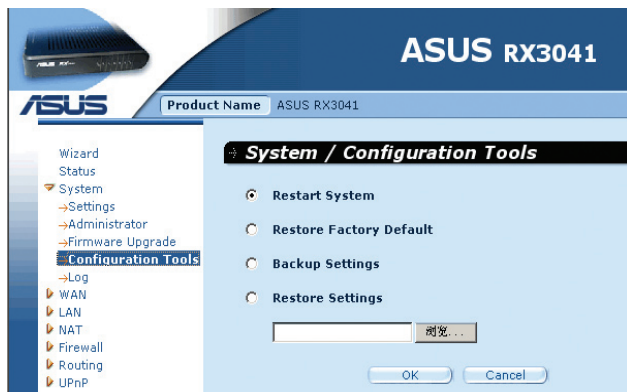 ASUS RX3041
ASUS
Product Name ASUS RX3041
Wizard
Status
System
Settings
Administrator
Firmware Upgrade
Configuration Tools
Log
WAN
LAN
NAT
Firewall
Routing
UPnP
System / Configuration Tools
Restart System
Restore Factory Default
Backup Settings
Restore Settings
浏览...
OK Cancel